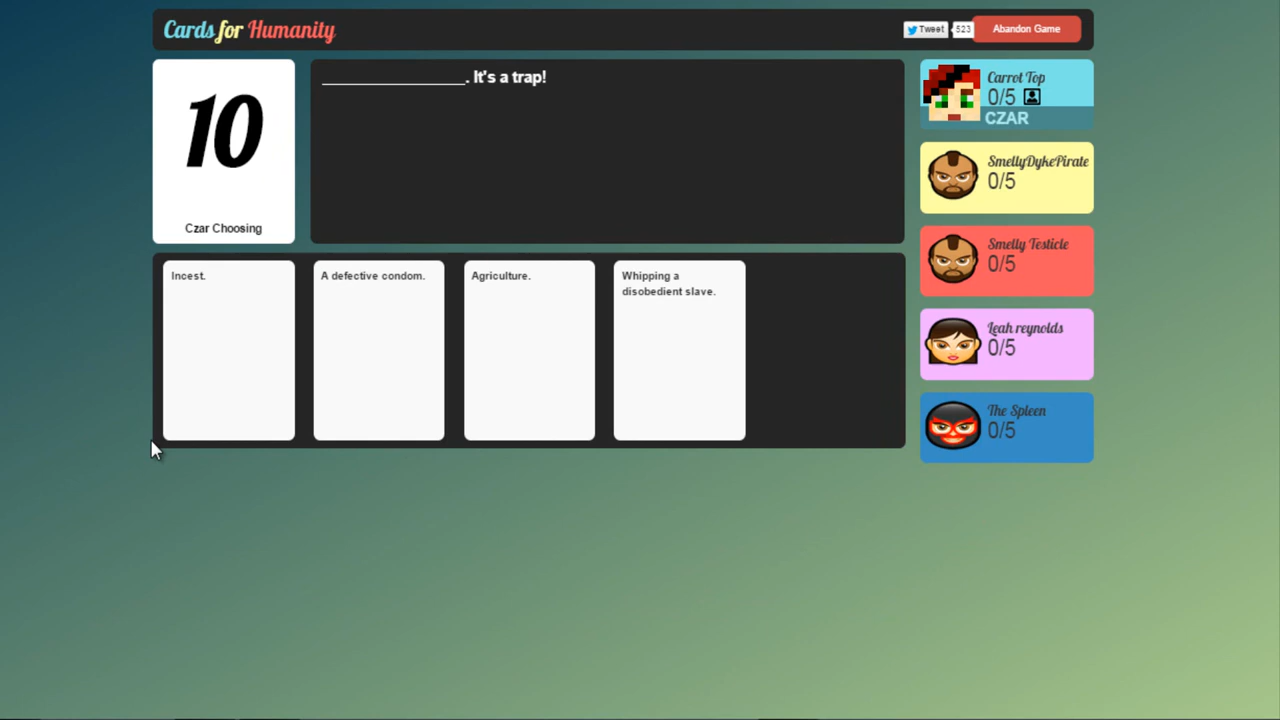 Cards for Humanity
Tweet 523
Abandon Game
10
Czar Choosing
____________________. It's a trap!
Incest.
A defective condom.
Agriculture.
Whipping a
disobedient slave.
Carrot Top
0/5
CZAR
SmellyDykePirate
0/5
Smelly Testicle
0/5
Leah reynolds
0/5
The Spleen
0/5